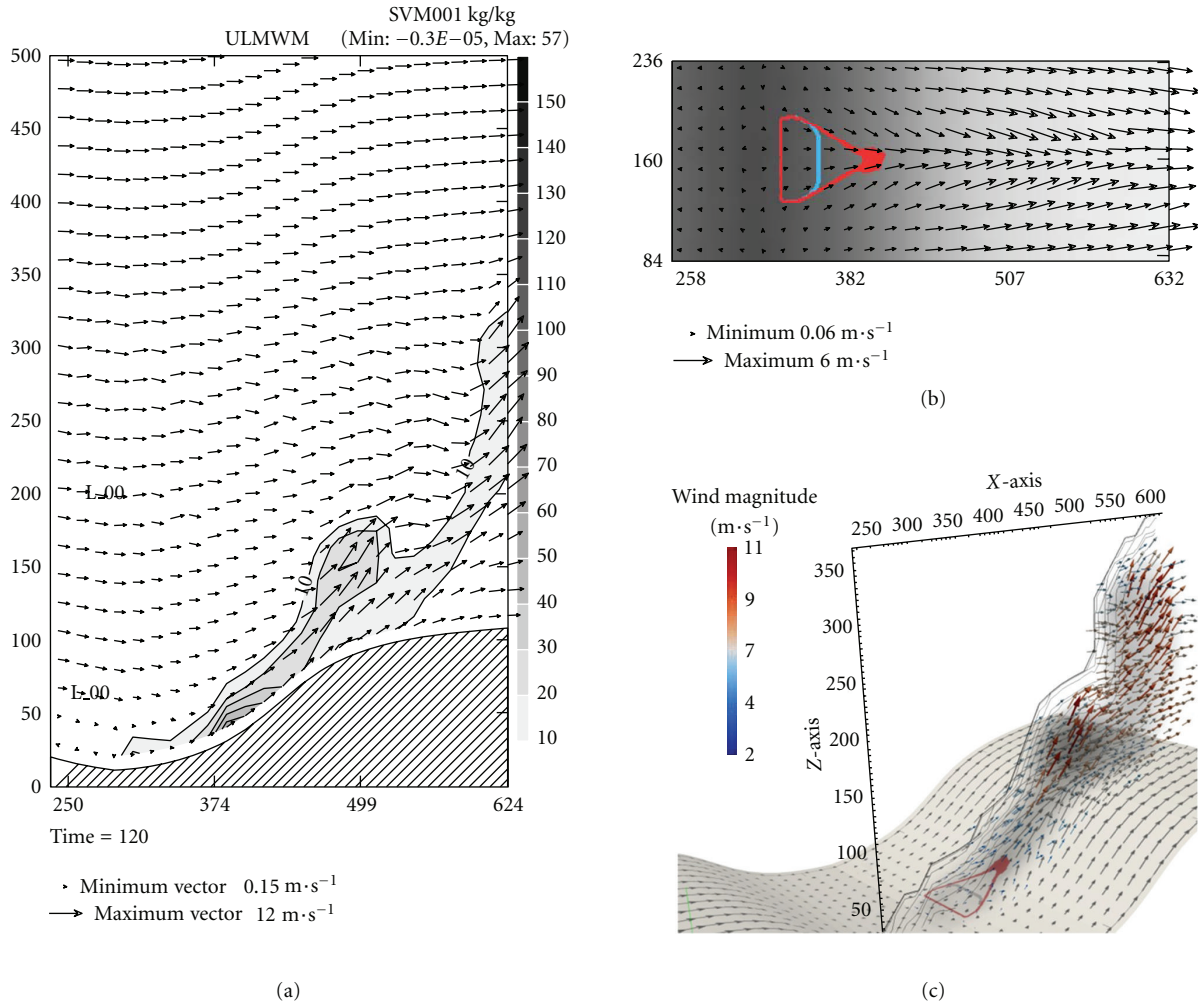 SVM001 kg/kg
ULMWM (Min: −0.3E−05, Max: 57)
500
450
400
350
300
250
200
150
100
50
0
250 374 499 624
150
140
130
120
110
100
90
80
70
60
50
40
30
20
10
L 00
L 00
10
10
Time = 120
Minimum vector 0.15 m·s−1
Maximum vector 12 m·s−1
(a)
236
160
84
258 382 507 632
Minimum 0.06 m·s−1
Maximum 6 m·s−1
(b)
Wind magnitude
(m·s−1)
11
9
7
4
2
X-axis
250 300 350 400 450 500 550 600
Z-axis
350
300
250
200
150
100
50
(c)